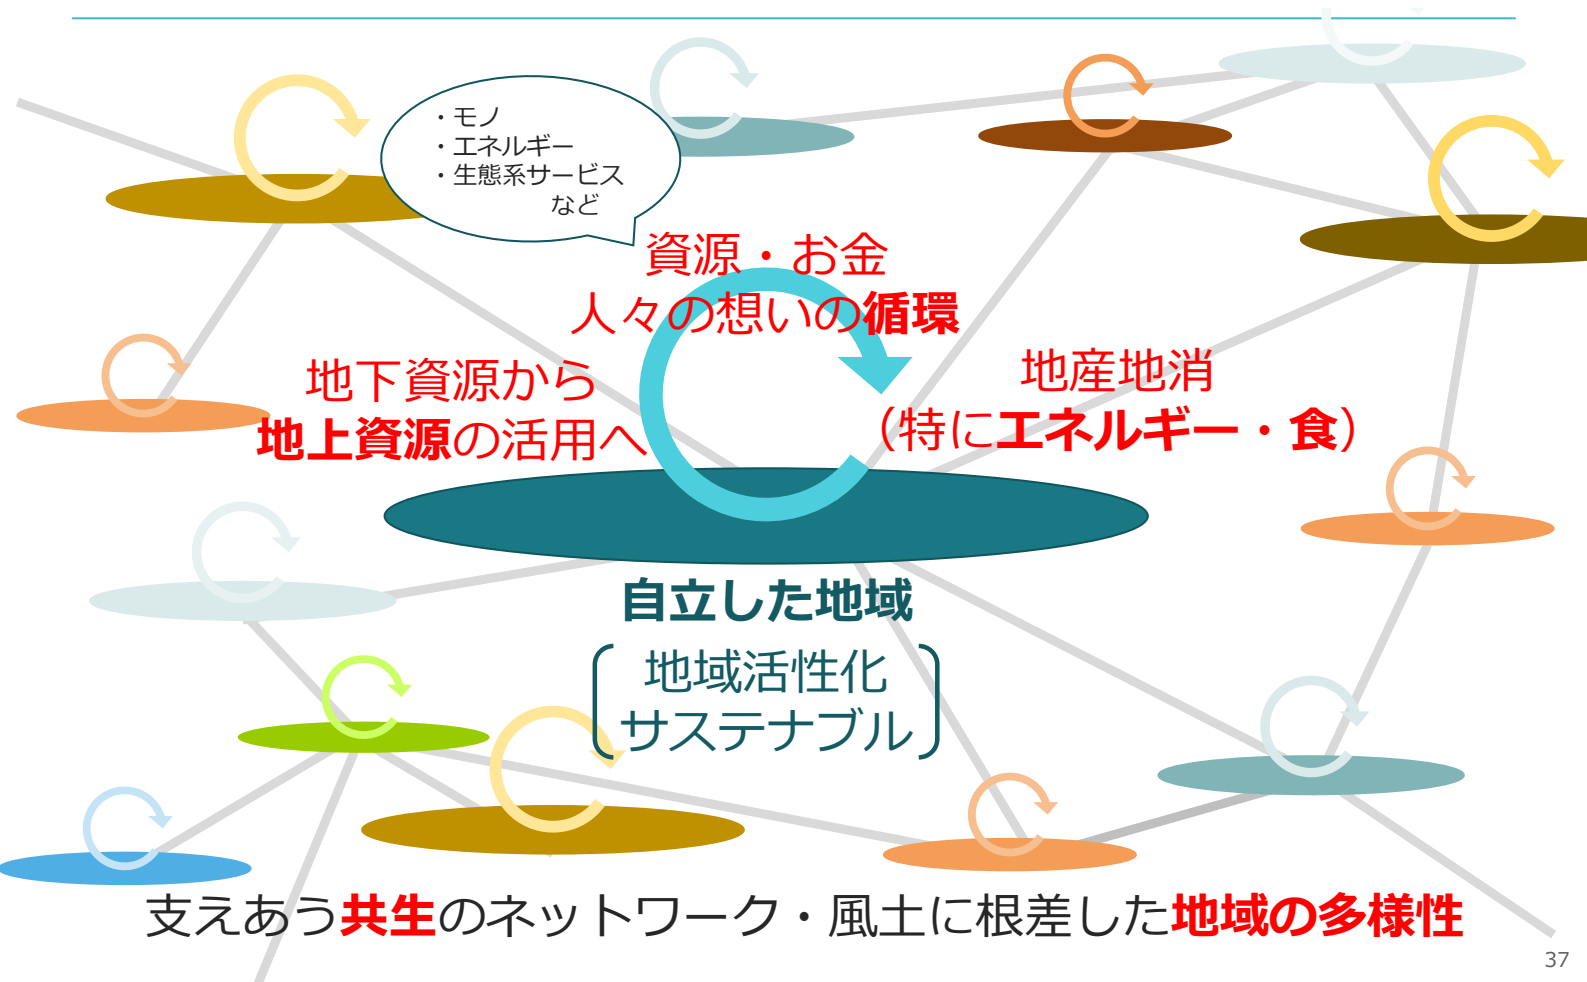 ・モノ
・エネルギー
・生態系サービス
など
資源・お金
人々の想いの循環
地下資源から
地上資源の活用へ
地産地消
（特にエネルギー・食）
自立した地域
地域活性化
サステナブル
支えあう共生のネットワーク・風土に根差した地域の多様性
37